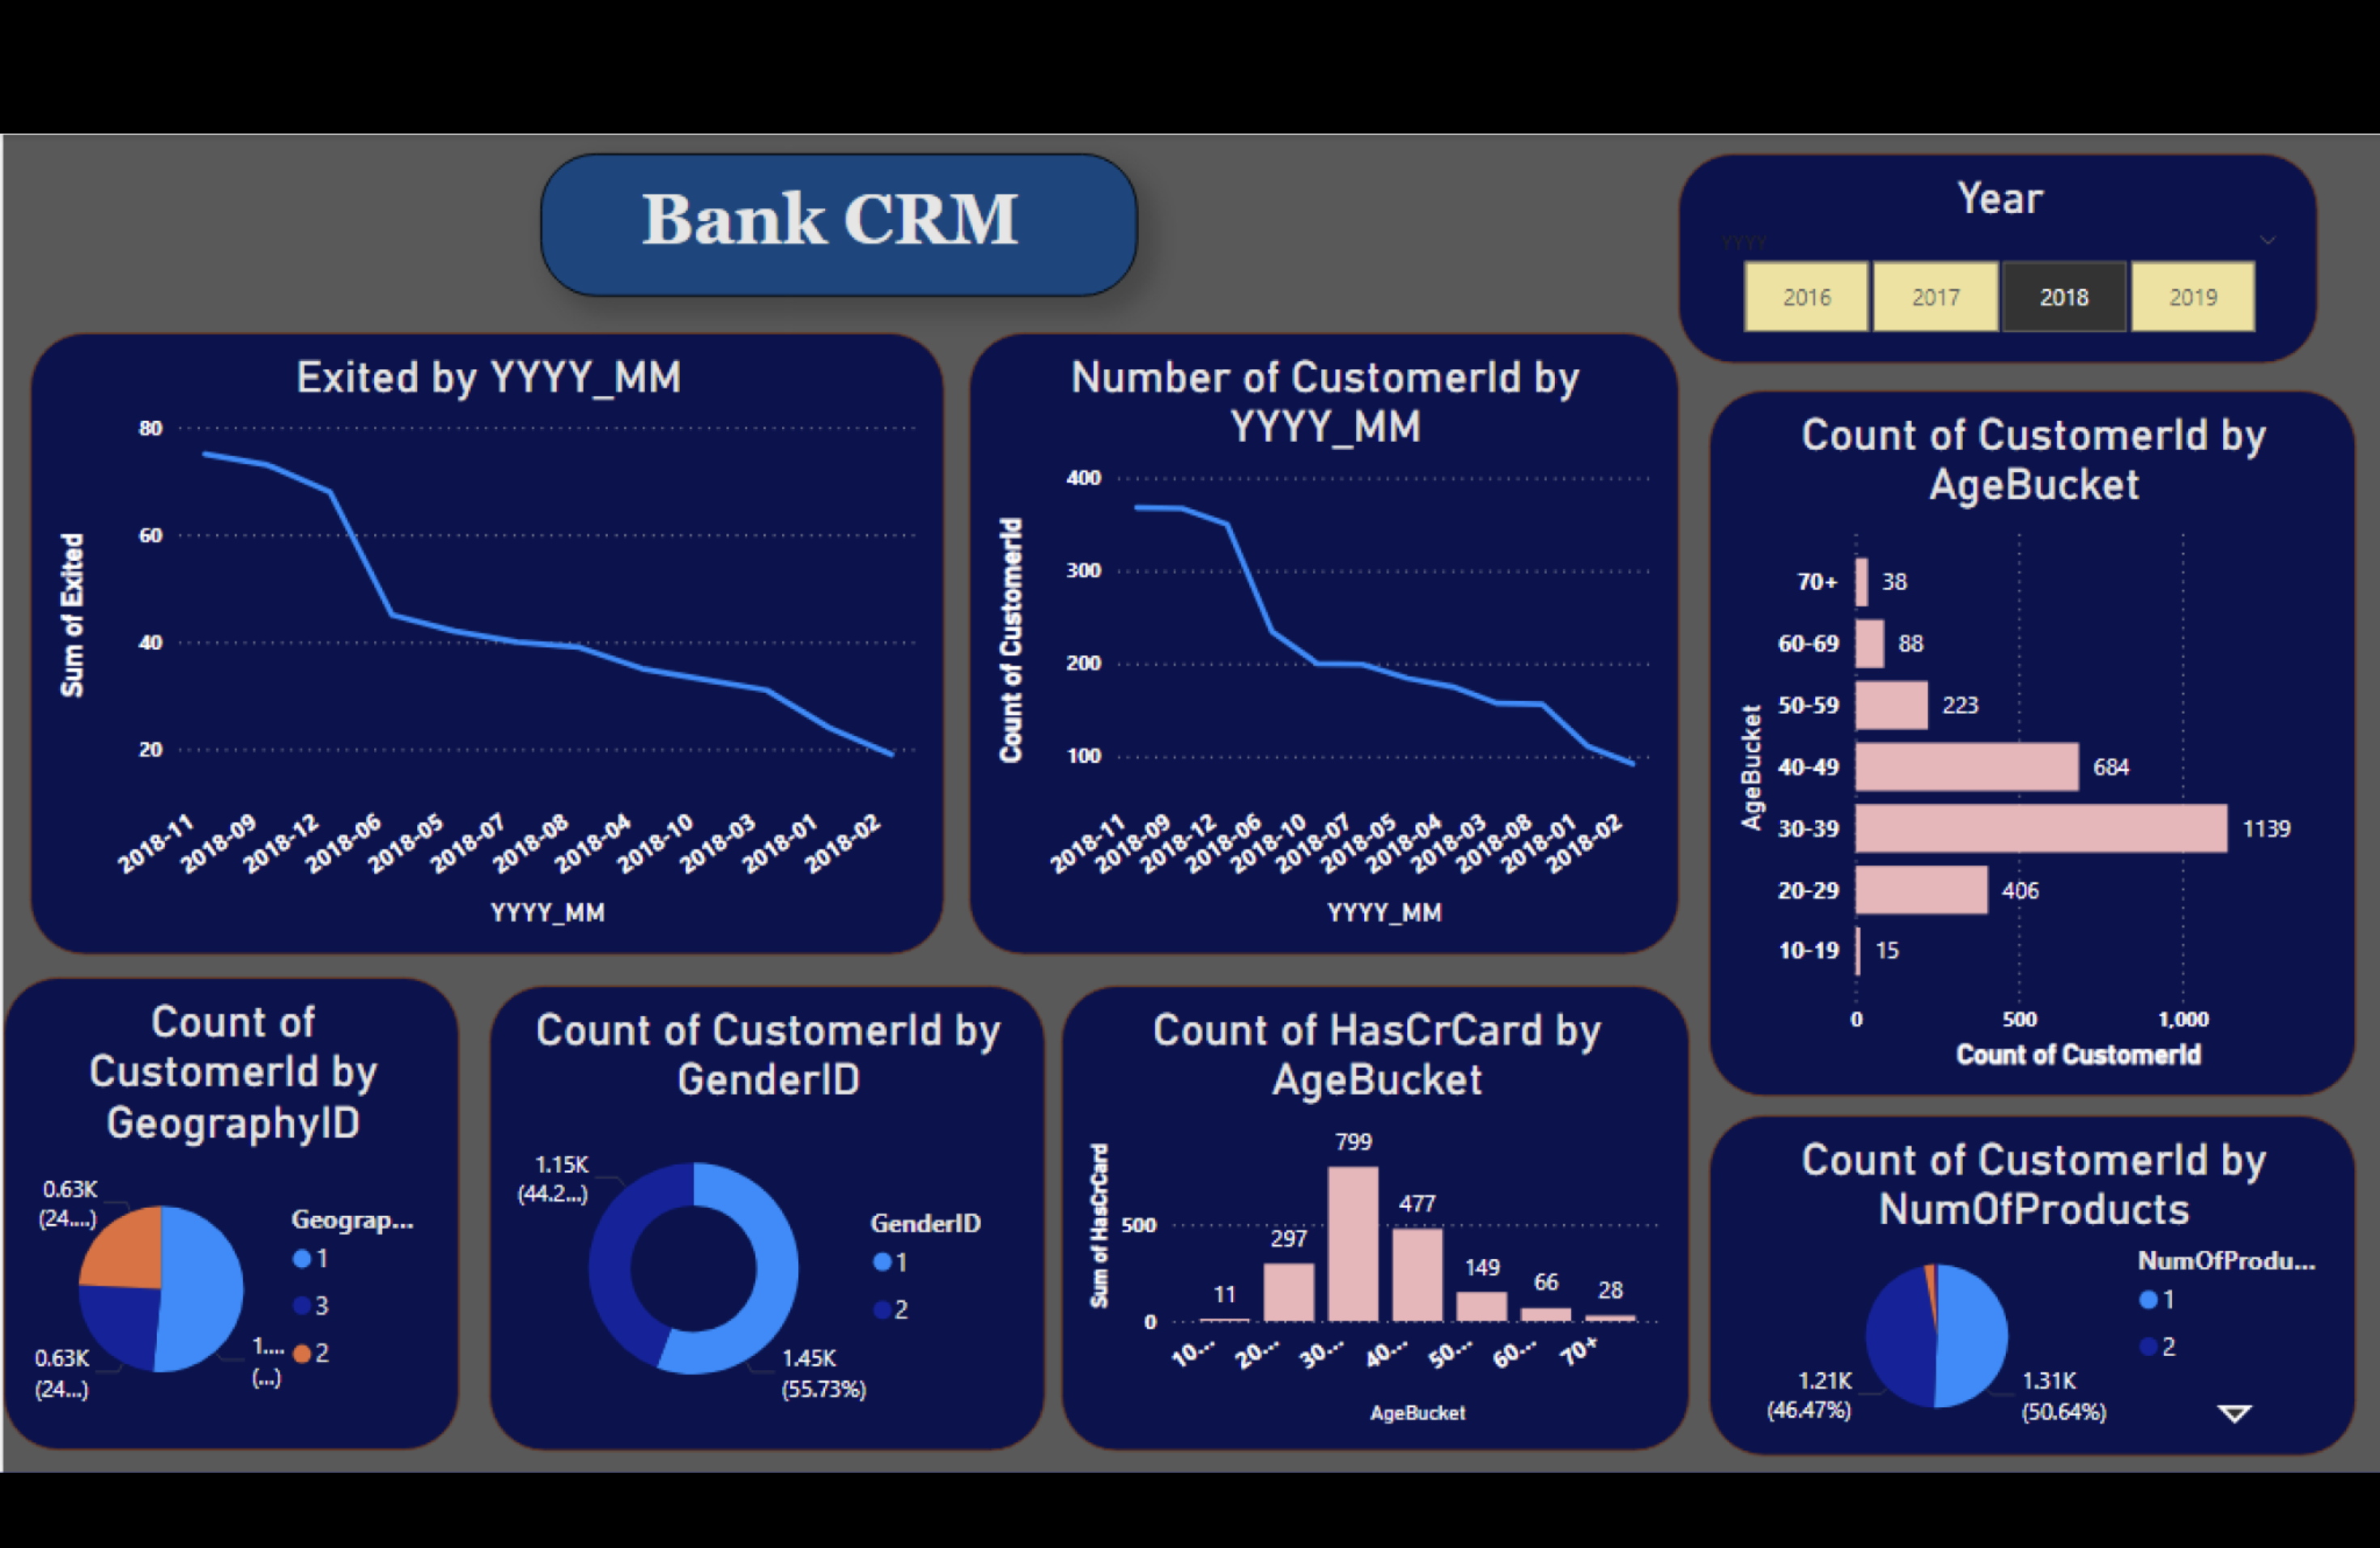 Bank CRM
Year
YYYY
2016
2017
2018
2019
Exited by YYYY_MM
80
60
40
20
Sum of Exited
2018-11
2018-09
2018-12
2018-06
2018-05
2018-07
2018-08
2018-04
2018-10
2018-03
2018-01
2018-02
YYYY_MM
Number of CustomerId by
YYYY_MM
400
300
200
100
Count of CustomerId
2018-11
2018-09
2018-12
2018-06
2018-10
2018-07
2018-05
2018-04
2018-03
2018-08
2018-01
2018-02
YYYY_MM
Count of CustomerId by
AgeBucket
AgeBucket
70+ 38
60-69 88
50-59 223
40-49 684
30-39 1139
20-29 406
10-19 15
0 500 1,000
Count of CustomerId
Count of
CustomerId by
GeographyID
0.63K
(24....)
0.63K
(24...)
1....
(...)
Geograp...
1
3
2
Count of CustomerId by
GenderID
1.15K
(44.2...)
1.45K
(55.73%)
GenderID
1
2
Count of HasCrCard by
AgeBucket
Sum of HasCrCard
500
0
11
297
799
477
149
66
28
10...
20...
30...
40...
50...
60...
70+
AgeBucket
Count of CustomerId by
NumOfProducts
1.21K
(46.47%)
1.31K
(50.64%)
NumOfProdu...
1
2